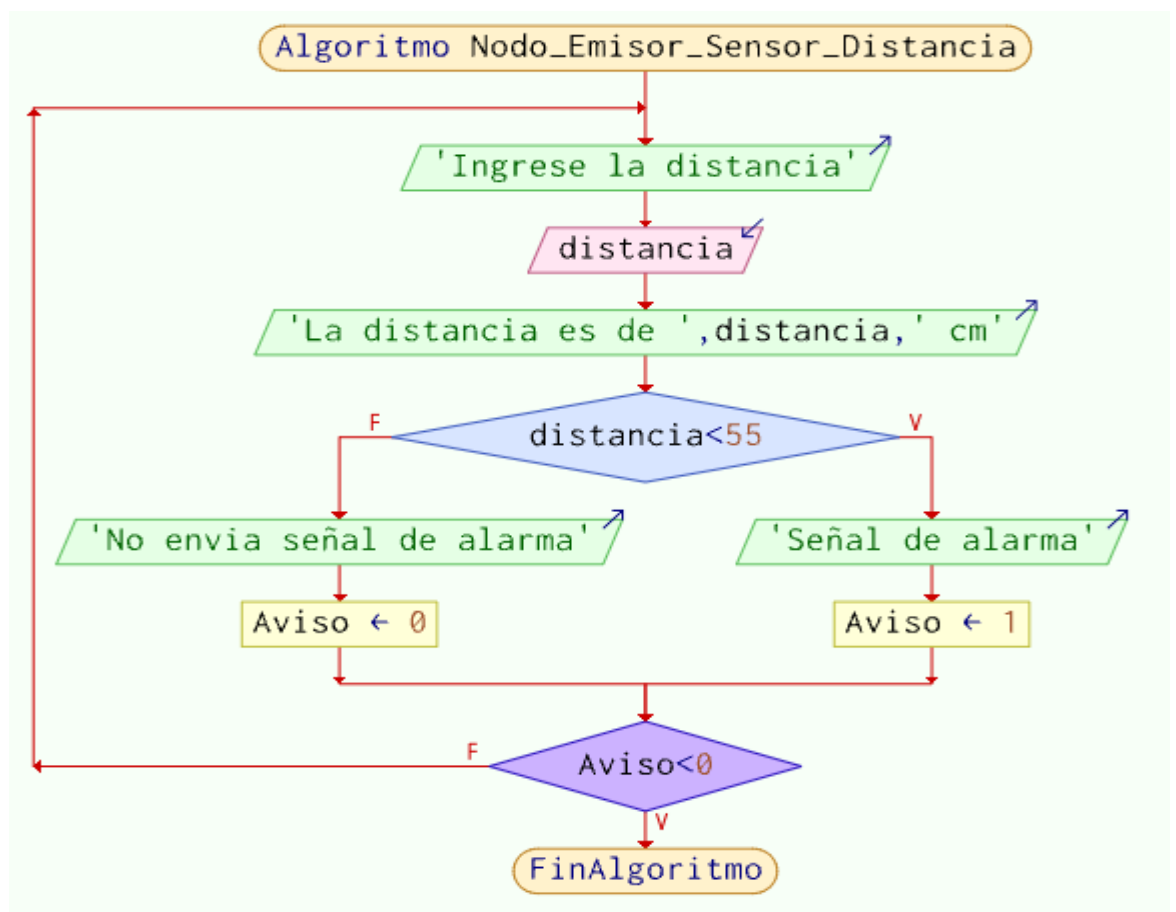 Algoritmo Nodo_Emisor_Sensor_Distancia
'Ingrese la distancia'
distancia
'La distancia es de ',distancia,' cm'
F
V
distancia<55
'No envia señal de alarma'
'Señal de alarma'
Aviso ← 0
Aviso ← 1
F
Aviso<0
V
FinAlgoritmo